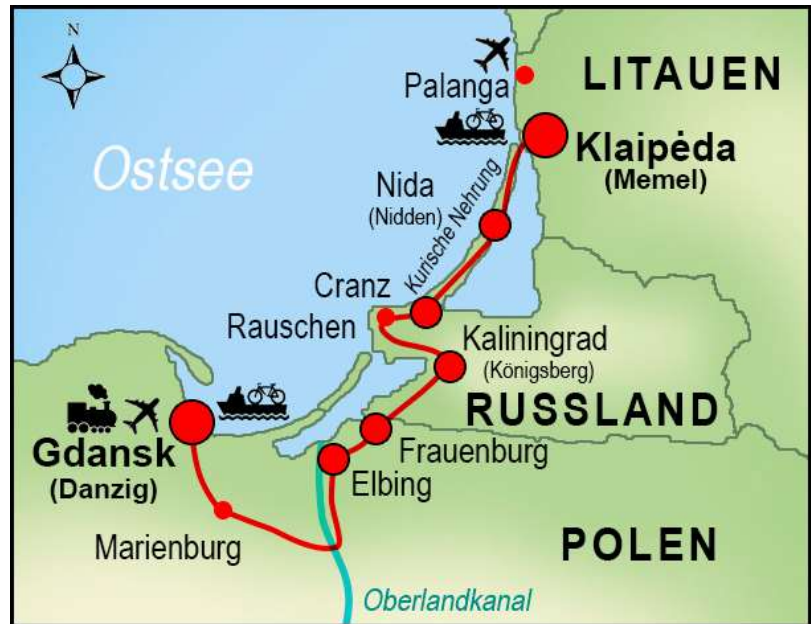 N
Palanga
LITAUEN
Klaipėda
(Memel)
Ostsee
Nida
(Nidden)
Kurische Nehrung
Cranz
Rauschen
Kaliningrad
(Königsberg)
RUSSLAND
Gdansk
(Danzig)
Frauenburg
Elbing
Marienburg
POLEN
Oberlandkanal